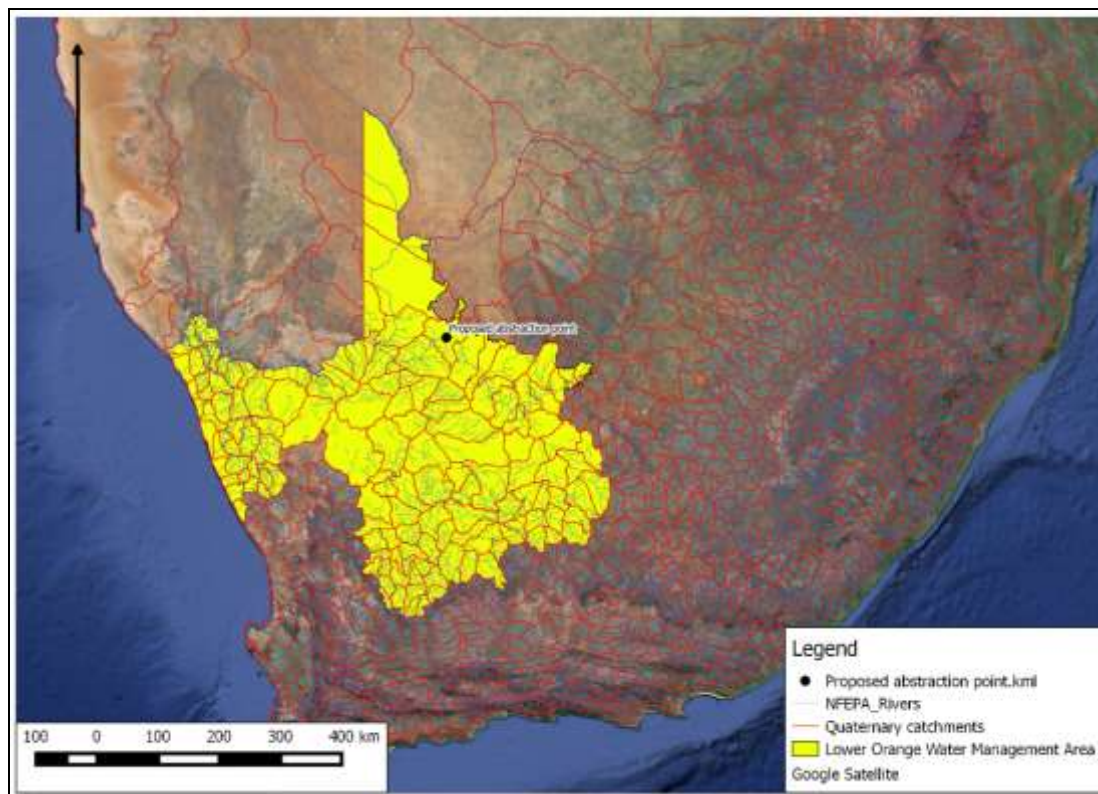 Proposed abstraction point
Legend
Proposed abstraction point.kml
NFEPA_Rivers
Quaternary catchments
Lower Orange Water Management Area
Google Satellite
100 0 100 200 300 400 km